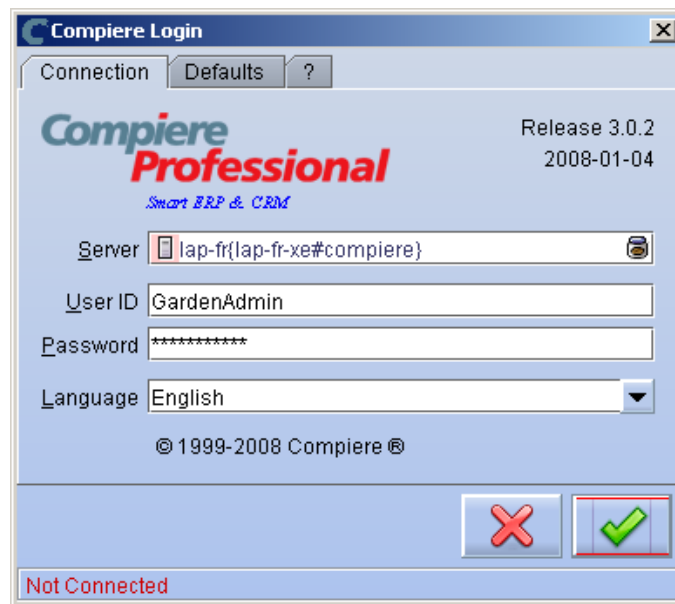 Compiere Login
Connection Defaults ?
Compiere Release 3.0.2
Professional 2008-01-04
Smart ERP & CRM
Server lap-fr{lap-fr-xe#compiere}
User ID GardenAdmin
Password ***********
Language English
© 1999-2008 Compiere ®
Not Connected